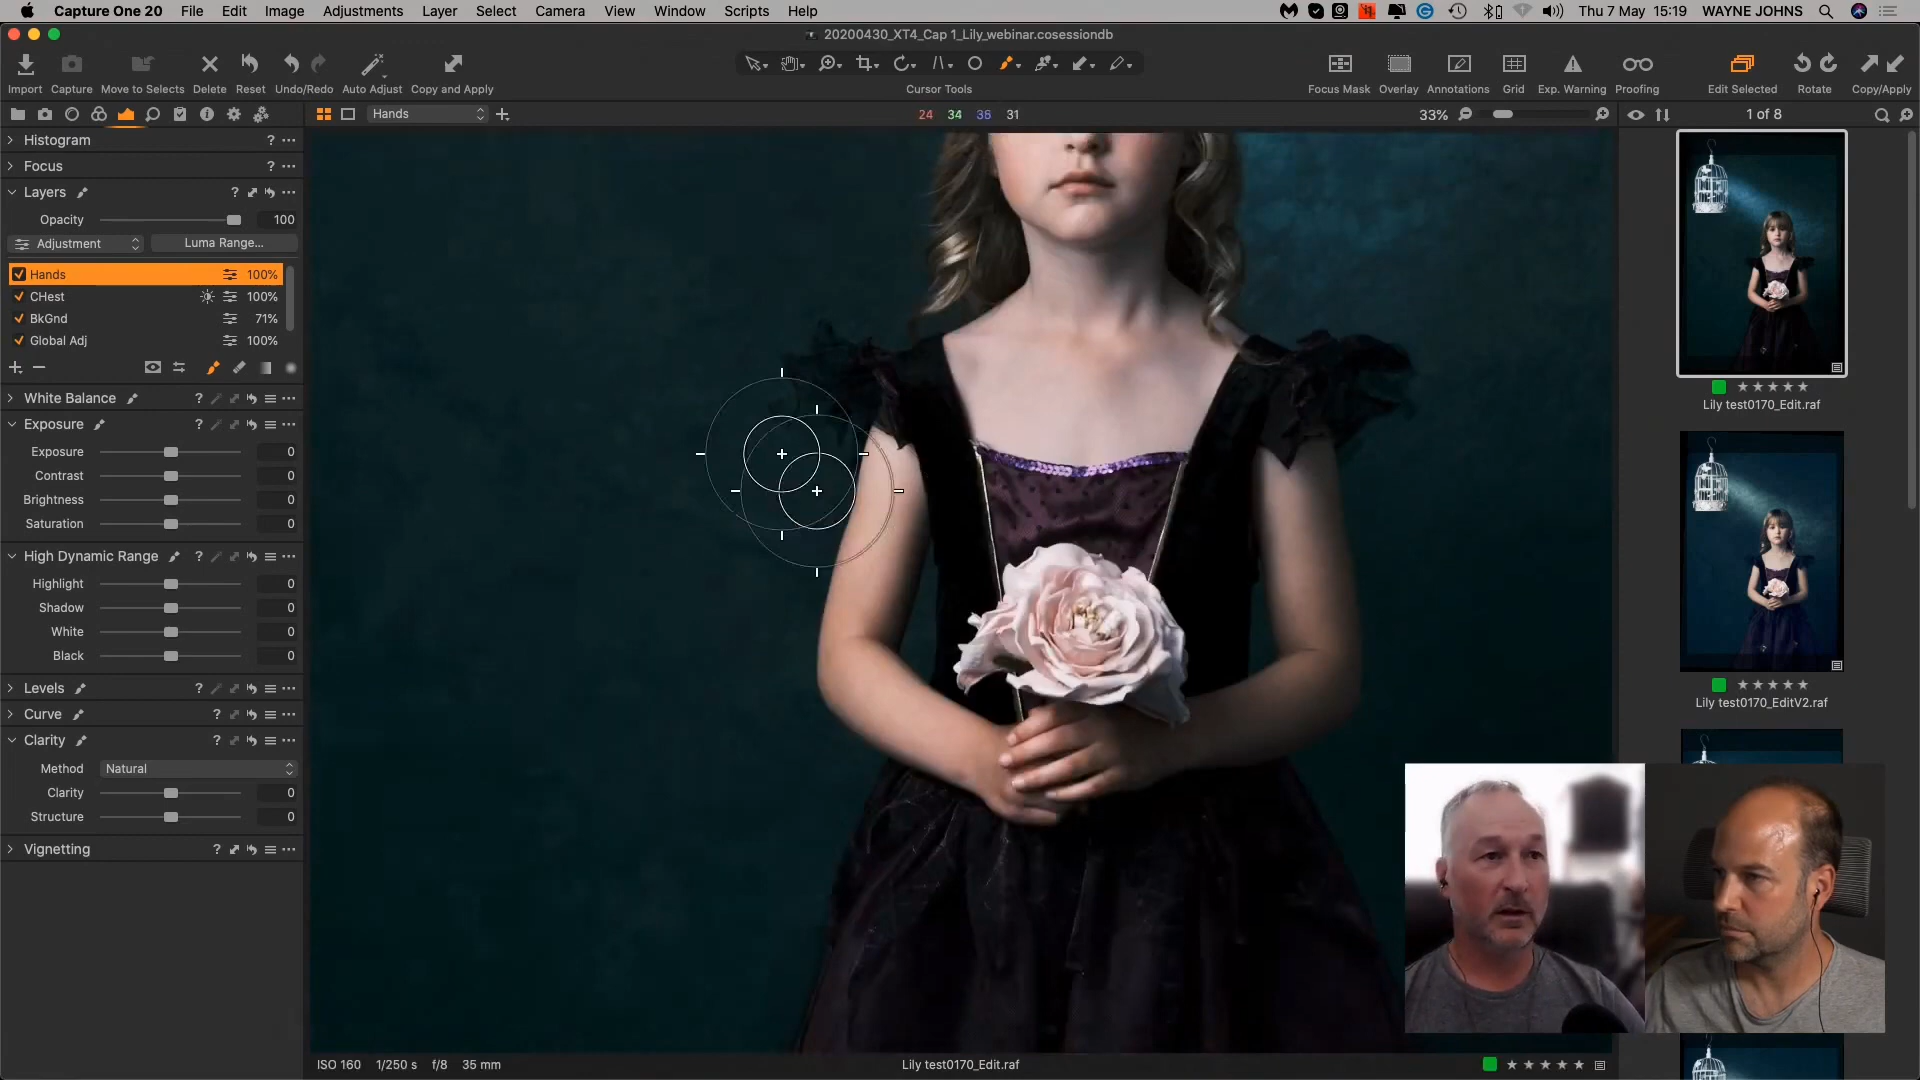 Capture One 20 File Edit Image Adjustments Layer Select Camera View Window Scripts Help Thu 7 May 15:19 WAYNE JOHNS
20200430_XT4_Cap 1_Lily_webinar.cosessiondb
Import Capture Move to Selects Delete Reset Undo/Redo Auto Adjust Copy and Apply Cursor Tools Focus Mask Overlay Annotations Grid Exp. Warning Proofing Edit Selected Rotate Copy/Apply
Hands 24 34 36 31 33% 1 of 8
Histogram ? ...
Focus ? ...
Layers ? ...
Opacity 100
Adjustment Luma Range...
Hands 100%
CHest 100%
BkGnd 71%
Global Adj 100%
White Balance ? ...
Exposure ? ...
Exposure 0
Contrast 0
Brightness 0
Saturation 0
High Dynamic Range ? ...
Highlight 0
Shadow 0
White 0
Black 0
Levels ? ...
Curve ? ...
Clarity ? ...
Method Natural
Clarity 0
Structure 0
Vignetting ? ...
Lily test0170_Edit.raf
Lily test0170_EditV2.raf
ISO 160 1/250 s f/8 35 mm Lily test0170_Edit.raf